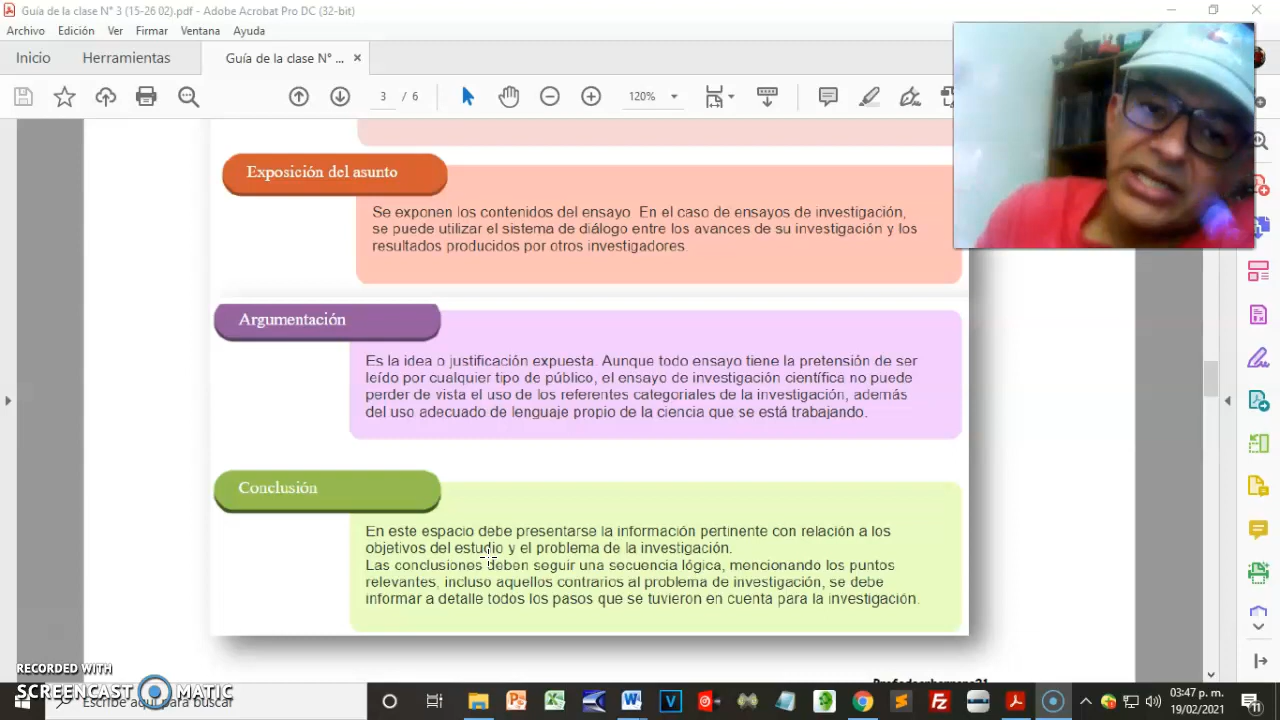 Guía de la clase N° 3 (15-26 02).pdf - Adobe Acrobat Pro DC (32-bit)
Archivo Edición Ver Firmar Ventana Ayuda
Inicio Herramientas Guía de la clase N° ... ×
3 / 6 120%
Exposición del asunto
Se exponen los contenidos del ensayo. En el caso de ensayos de investigación,
se puede utilizar el sistema de diálogo entre los avances de su investigación y los
resultados producidos por otros investigadores.
Argumentación
Es la idea o justificación expuesta. Aunque todo ensayo tiene la pretensión de ser
leído por cualquier tipo de público, el ensayo de investigación científica no puede
perder de vista el uso de los referentes categoriales de la investigación, además
del uso adecuado de lenguaje propio de la ciencia que se está trabajando.
Conclusión
En este espacio debe presentarse la información pertinente con relación a los
objetivos del estudio y el problema de la investigación.
Las conclusiones deben seguir una secuencia lógica, mencionando los puntos
relevantes, incluso aquellos contrarios al problema de investigación, se debe
informar a detalle todos los pasos que se tuvieron en cuenta para la investigación.
RECORDED WITH
SCREENCAST MATIC
Escribe aquí para buscar
03:47 p. m.
19/02/2021
11